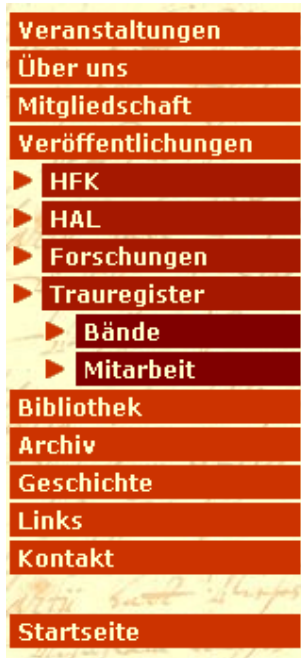 Veranstaltungen
Über uns
Mitgliedschaft
Veröffentlichungen
HFK
HAL
Forschungen
Trauregister
Bände
Mitarbeit
Bibliothek
Archiv
Geschichte
Links
Kontakt
Startseite